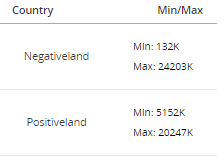 Country Min/Max
Negativeland
Min: 132K
Max: 24203K
Positiveland
Min: 5152K
Max: 20247K